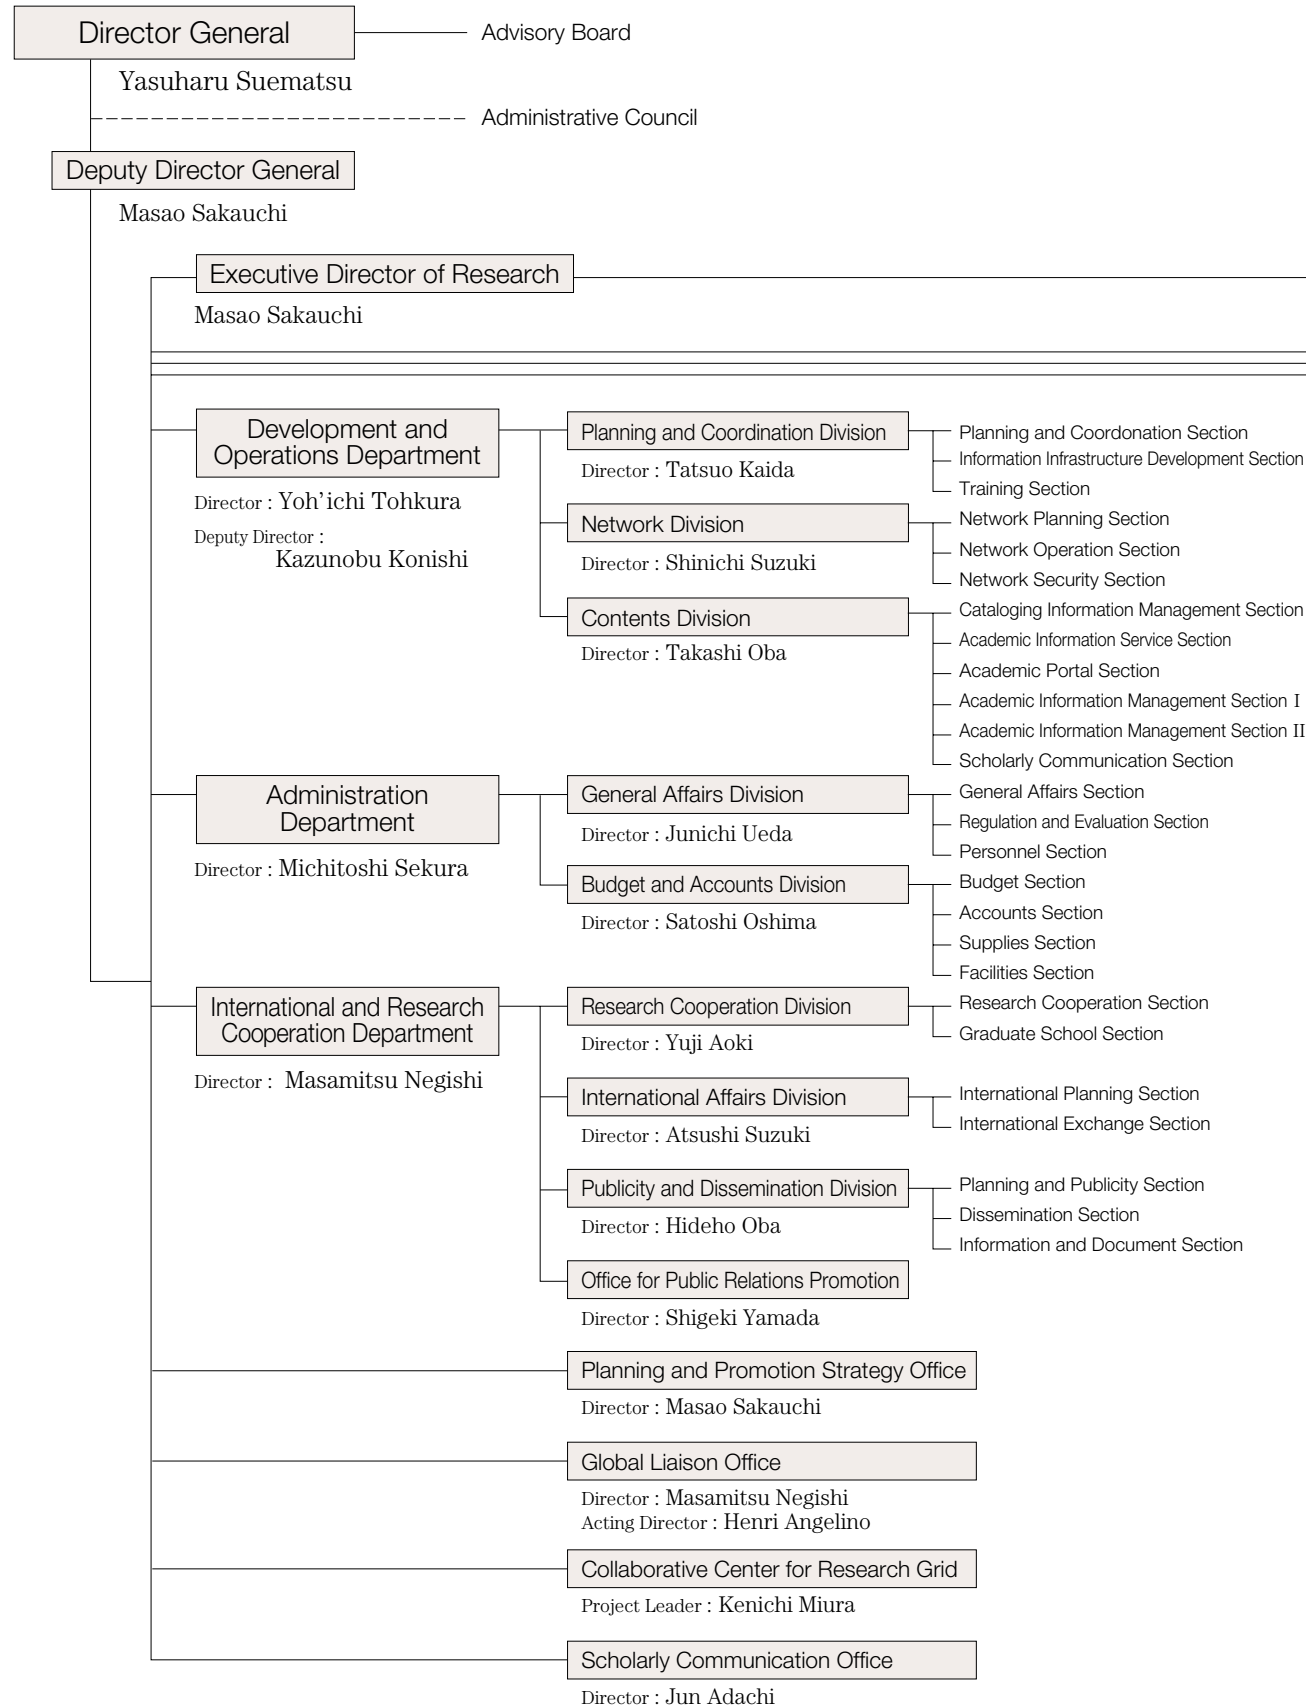 Director General
Advisory Board
Yasuharu Suematsu
Administrative Council
Deputy Director General
Masao Sakauchi
Executive Director of Research
Masao Sakauchi
Development and
Operations Department
Director : Yoh’ichi Tohkura
Deputy Director :
Kazunobu Konishi
Planning and Coordination Division
Director : Tatsuo Kaida
Planning and Coordonation Section
Information Infrastructure Development Section
Training Section
Network Division
Director : Shinichi Suzuki
Network Planning Section
Network Operation Section
Network Security Section
Contents Division
Director : Takashi Oba
Cataloging Information Management Section
Academic Information Service Section
Academic Portal Section
Academic Information Management Section I
Academic Information Management Section II
Scholarly Communication Section
Administration
Department
Director : Michitoshi Sekura
General Affairs Division
Director : Junichi Ueda
General Affairs Section
Regulation and Evaluation Section
Personnel Section
Budget and Accounts Division
Director : Satoshi Oshima
Budget Section
Accounts Section
Supplies Section
Facilities Section
International and Research
Cooperation Department
Director : Masamitsu Negishi
Research Cooperation Division
Director : Yuji Aoki
Research Cooperation Section
Graduate School Section
International Affairs Division
Director : Atsushi Suzuki
International Planning Section
International Exchange Section
Publicity and Dissemination Division
Director : Hideho Oba
Planning and Publicity Section
Dissemination Section
Information and Document Section
Office for Public Relations Promotion
Director : Shigeki Yamada
Planning and Promotion Strategy Office
Director : Masao Sakauchi
Global Liaison Office
Director : Masamitsu Negishi
Acting Director : Henri Angelino
Collaborative Center for Research Grid
Project Leader : Kenichi Miura
Scholarly Communication Office
Director : Jun Adachi